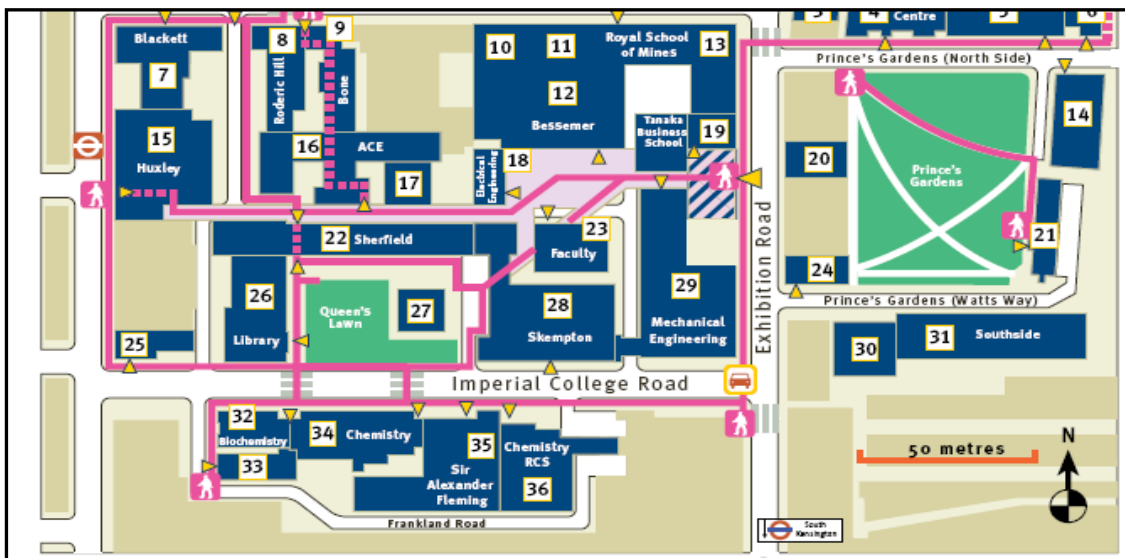 Blackett
8
9
10
11
Royal School
of Mines
13
3
4
Centre
5
6
Prince's Gardens (North Side)
7
Roderic Hill
Bone
12
Bessemer
Tanaka
Business
School
19
14
15
Huxley
16
ACE
17
Electrical
Engineering
18
20
Prince's
Gardens
22
Sherfield
23
Faculty
21
24
Prince's Gardens (Watts Way)
26
Library
Queen's
Lawn
27
28
Skempton
29
Mechanical
Engineering
Exhibition Road
25
30
31
Southside
Imperial College Road
32
Biochemistry
33
34
Chemistry
35
Sir
Alexander
Fleming
Chemistry
RCS
36
50 metres
N
Frankland Road
South
Kensington